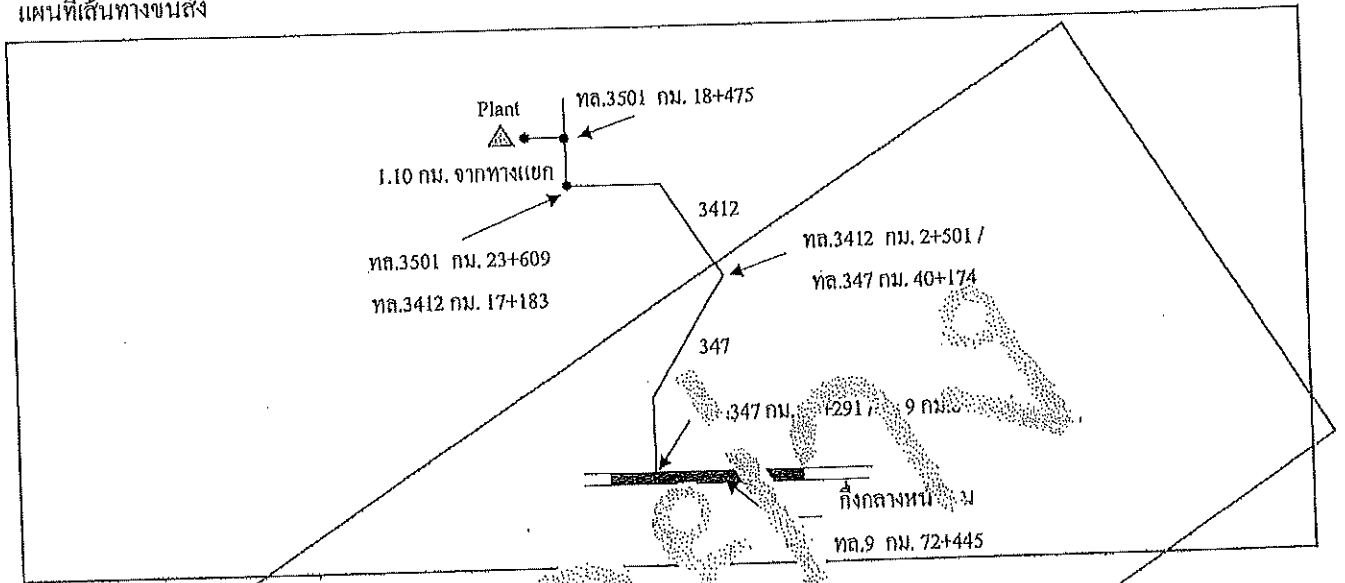 แผนที่เส้นทางขนส่ง
Plant
ทล.3501 กม. 18+475
1.10 กม. จากทางแยก
3412
ทล.3501 กม. 23+609
ทล.3412 กม. 17+183
ทล.3412 กม. 2+501 /
ทล.347 กม. 40+174
347
347 กม. +291 / 9 กม.
กึ่งกลางหน้
ทล.9 กม. 72+445